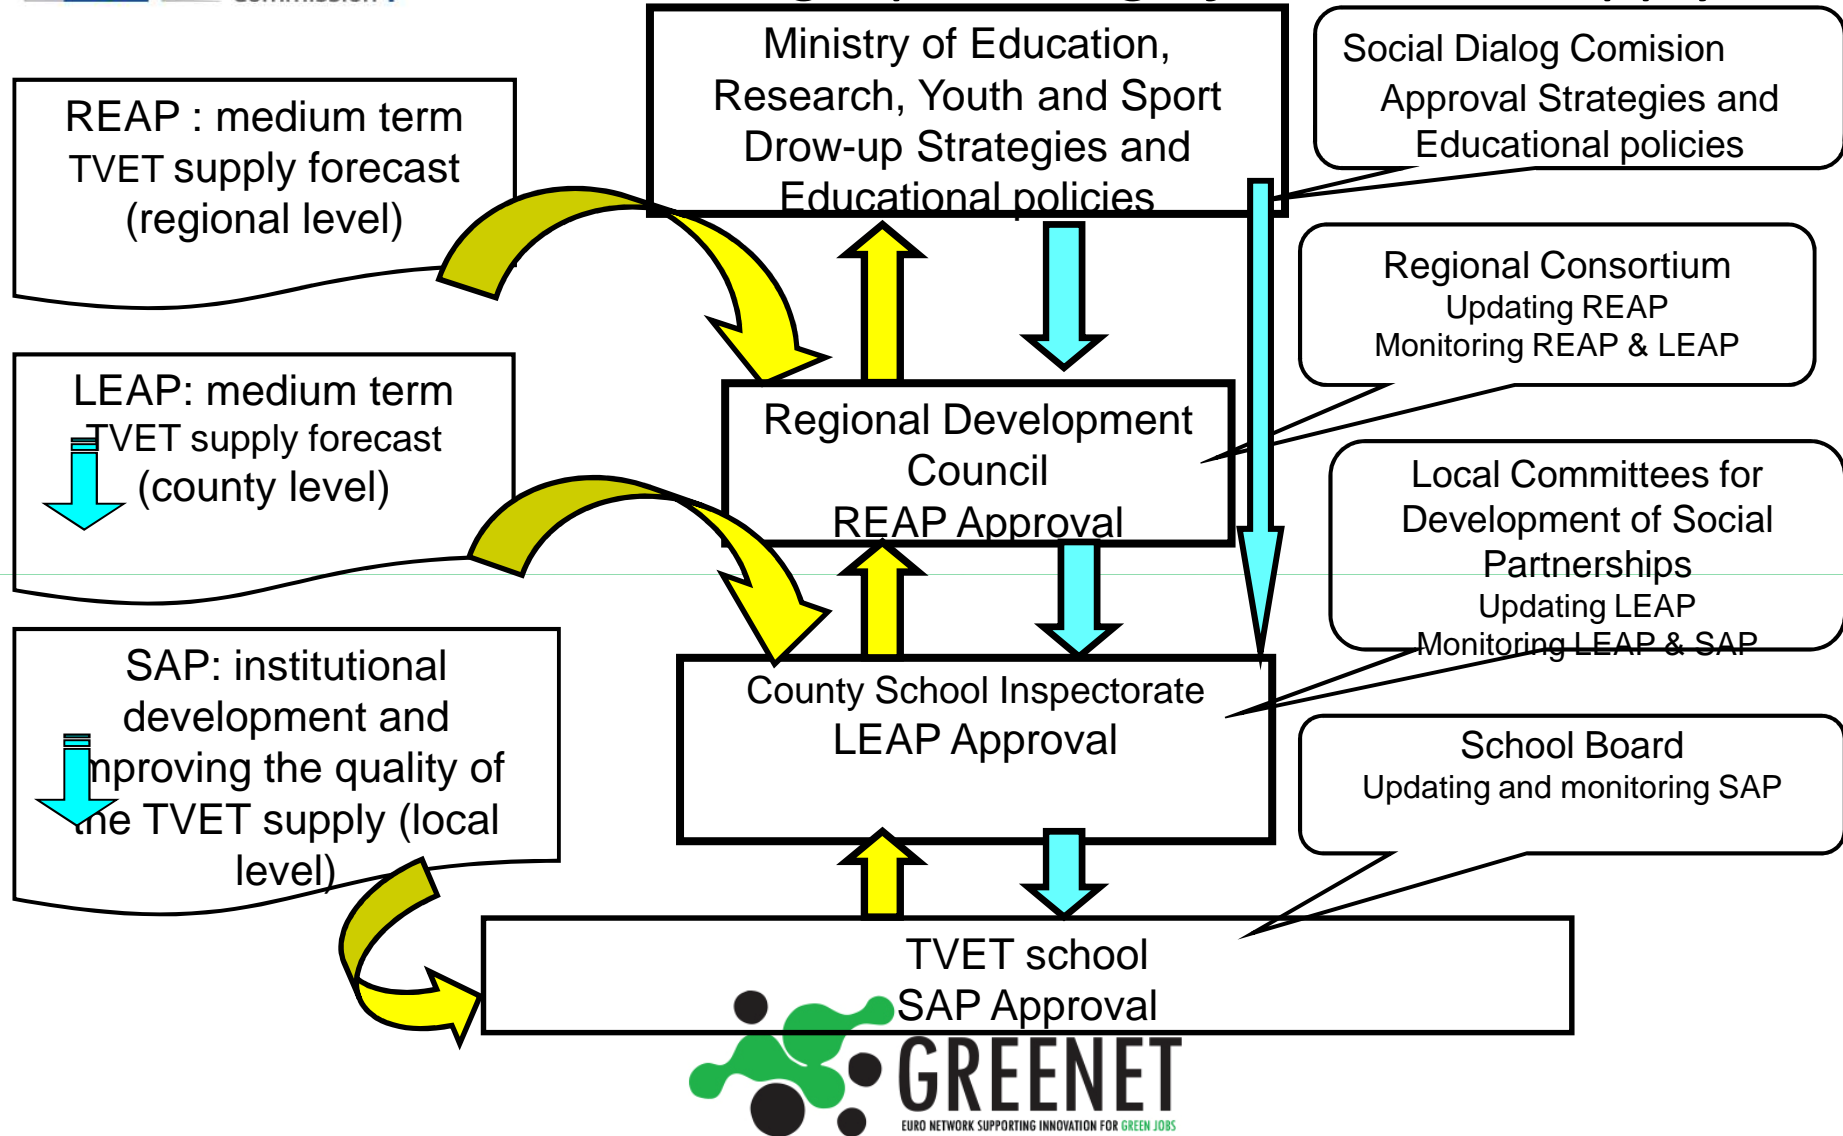 Ministry of Education,
Research, Youth and Sport
Drow-up Strategies and
Educational policies
Social Dialog Comision
Approval Strategies and
Educational policies
REAP : medium term
TVET supply forecast
(regional level)
Regional Consortium
Updating REAP
Monitoring REAP & LEAP
LEAP: medium term
TVET supply forecast
(county level)
Regional Development
Council
REAP Approval
Local Committees for
Development of Social
Partnerships
Updating LEAP
Monitoring LEAP & SAP
SAP: institutional
development and
improving the quality of
the TVET supply (local
level)
County School Inspectorate
LEAP Approval
School Board
Updating and monitoring SAP
TVET school
SAP Approval
GREENET
EURO NETWORK SUPPORTING INNOVATION FOR GREEN JOBS